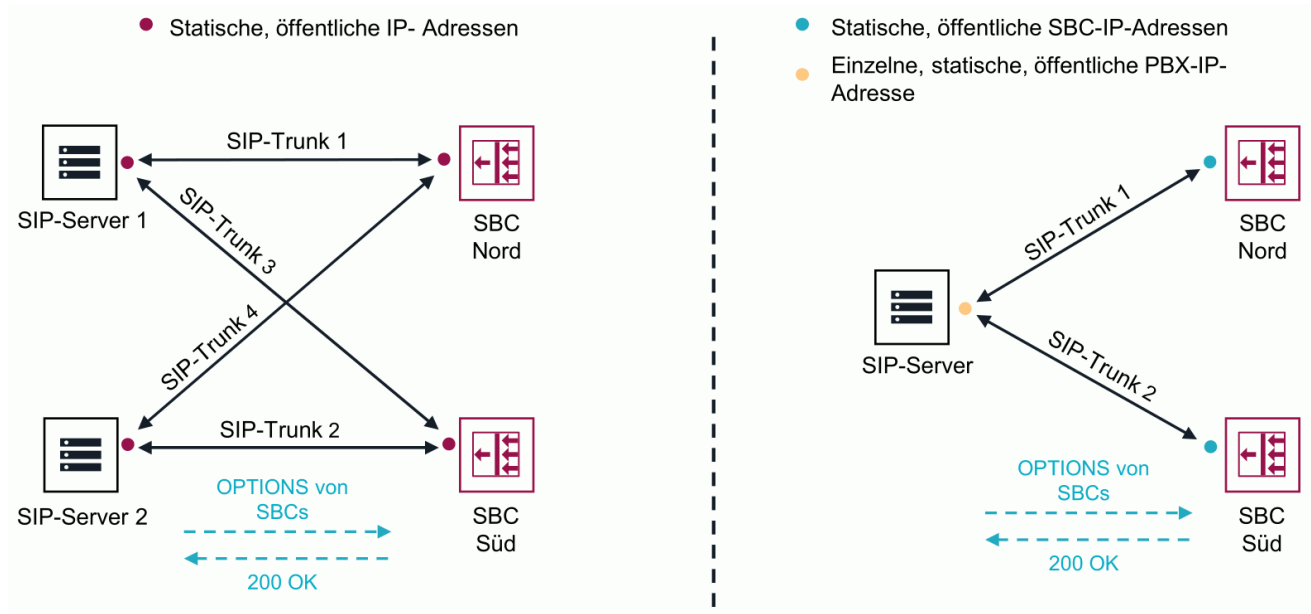 Statische, öffentliche IP- Adressen
SIP-Trunk 1
SIP-Server 1
SBC
Nord
SIP-Trunk 3
SIP-Trunk 4
SIP-Trunk 2
SIP-Server 2
OPTIONS von
SBCs
200 OK
SBC
Süd
Statische, öffentliche SBC-IP-Adressen
Einzelne, statische, öffentliche PBX-IP-
Adresse
SIP-Trunk 1
SBC
Nord
SIP-Server
SIP-Trunk 2
OPTIONS von
SBCs
200 OK
SBC
Süd